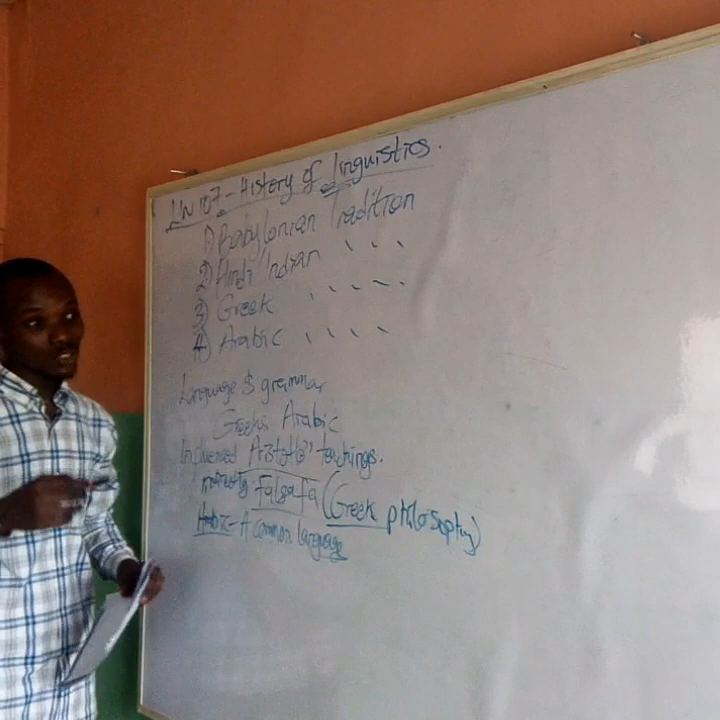 LIN 107 - History of linguistics.
1) Babylonian Tradition
2) Hindi Indian " "
3) Greek " "
4) Arabic " "
Language & grammar
Greeks Arabic
Influenced Aristotle' teachings.
Falsafa (Greek philosophy)
Arabic - A common language